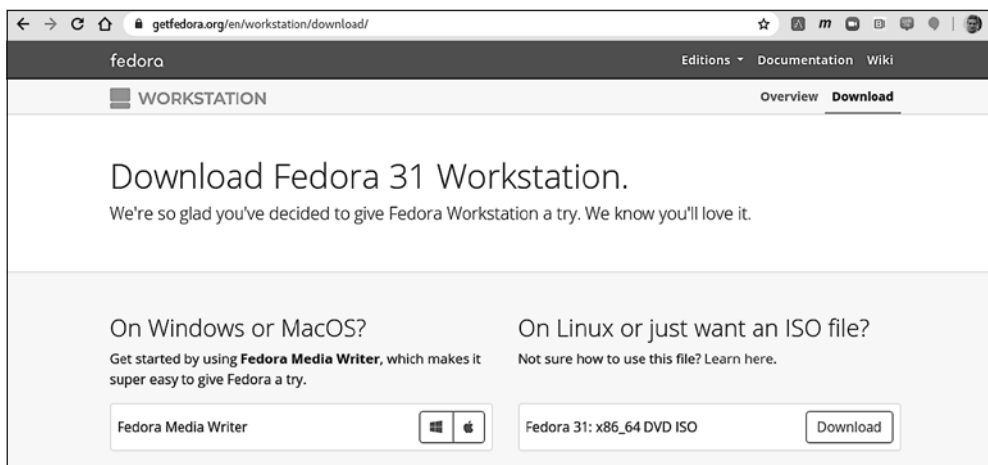 getfedora.org/en/workstation/download/
fedora
Editions Documentation Wiki
WORKSTATION
Overview Download
Download Fedora 31 Workstation.
We're so glad you've decided to give Fedora Workstation a try. We know you'll love it.
On Windows or MacOS?
Get started by using Fedora Media Writer, which makes it
super easy to give Fedora a try.
Fedora Media Writer
On Linux or just want an ISO file?
Not sure how to use this file? Learn here.
Fedora 31: x86_64 DVD ISO
Download